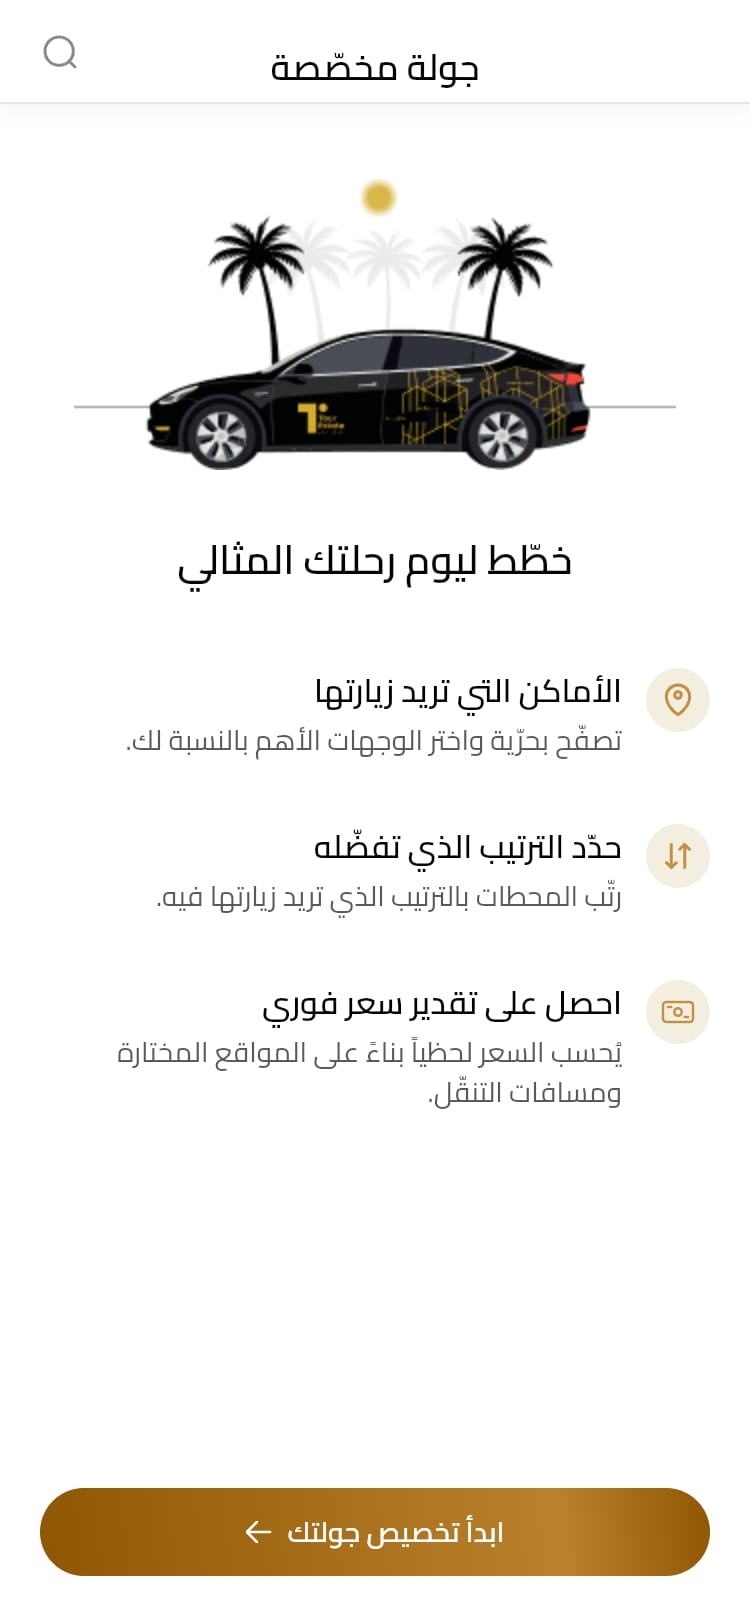 جولة مخصّصة
خطّط ليوم رحلتك المثالي
الأماكن التي تريد زيارتها
تصفّح بحرّية واختر الوجهات الأهم بالنسبة لك.
حدّد الترتيب الذي تفضّله
رتّب المحطات بالترتيب الذي تريد زيارتها فيه.
احصل على تقدير سعر فوري
يُحسب السعر لحظياً بناءً على المواقع المختارة
ومسافات التنقّل.
ابدأ تخصيص جولتك